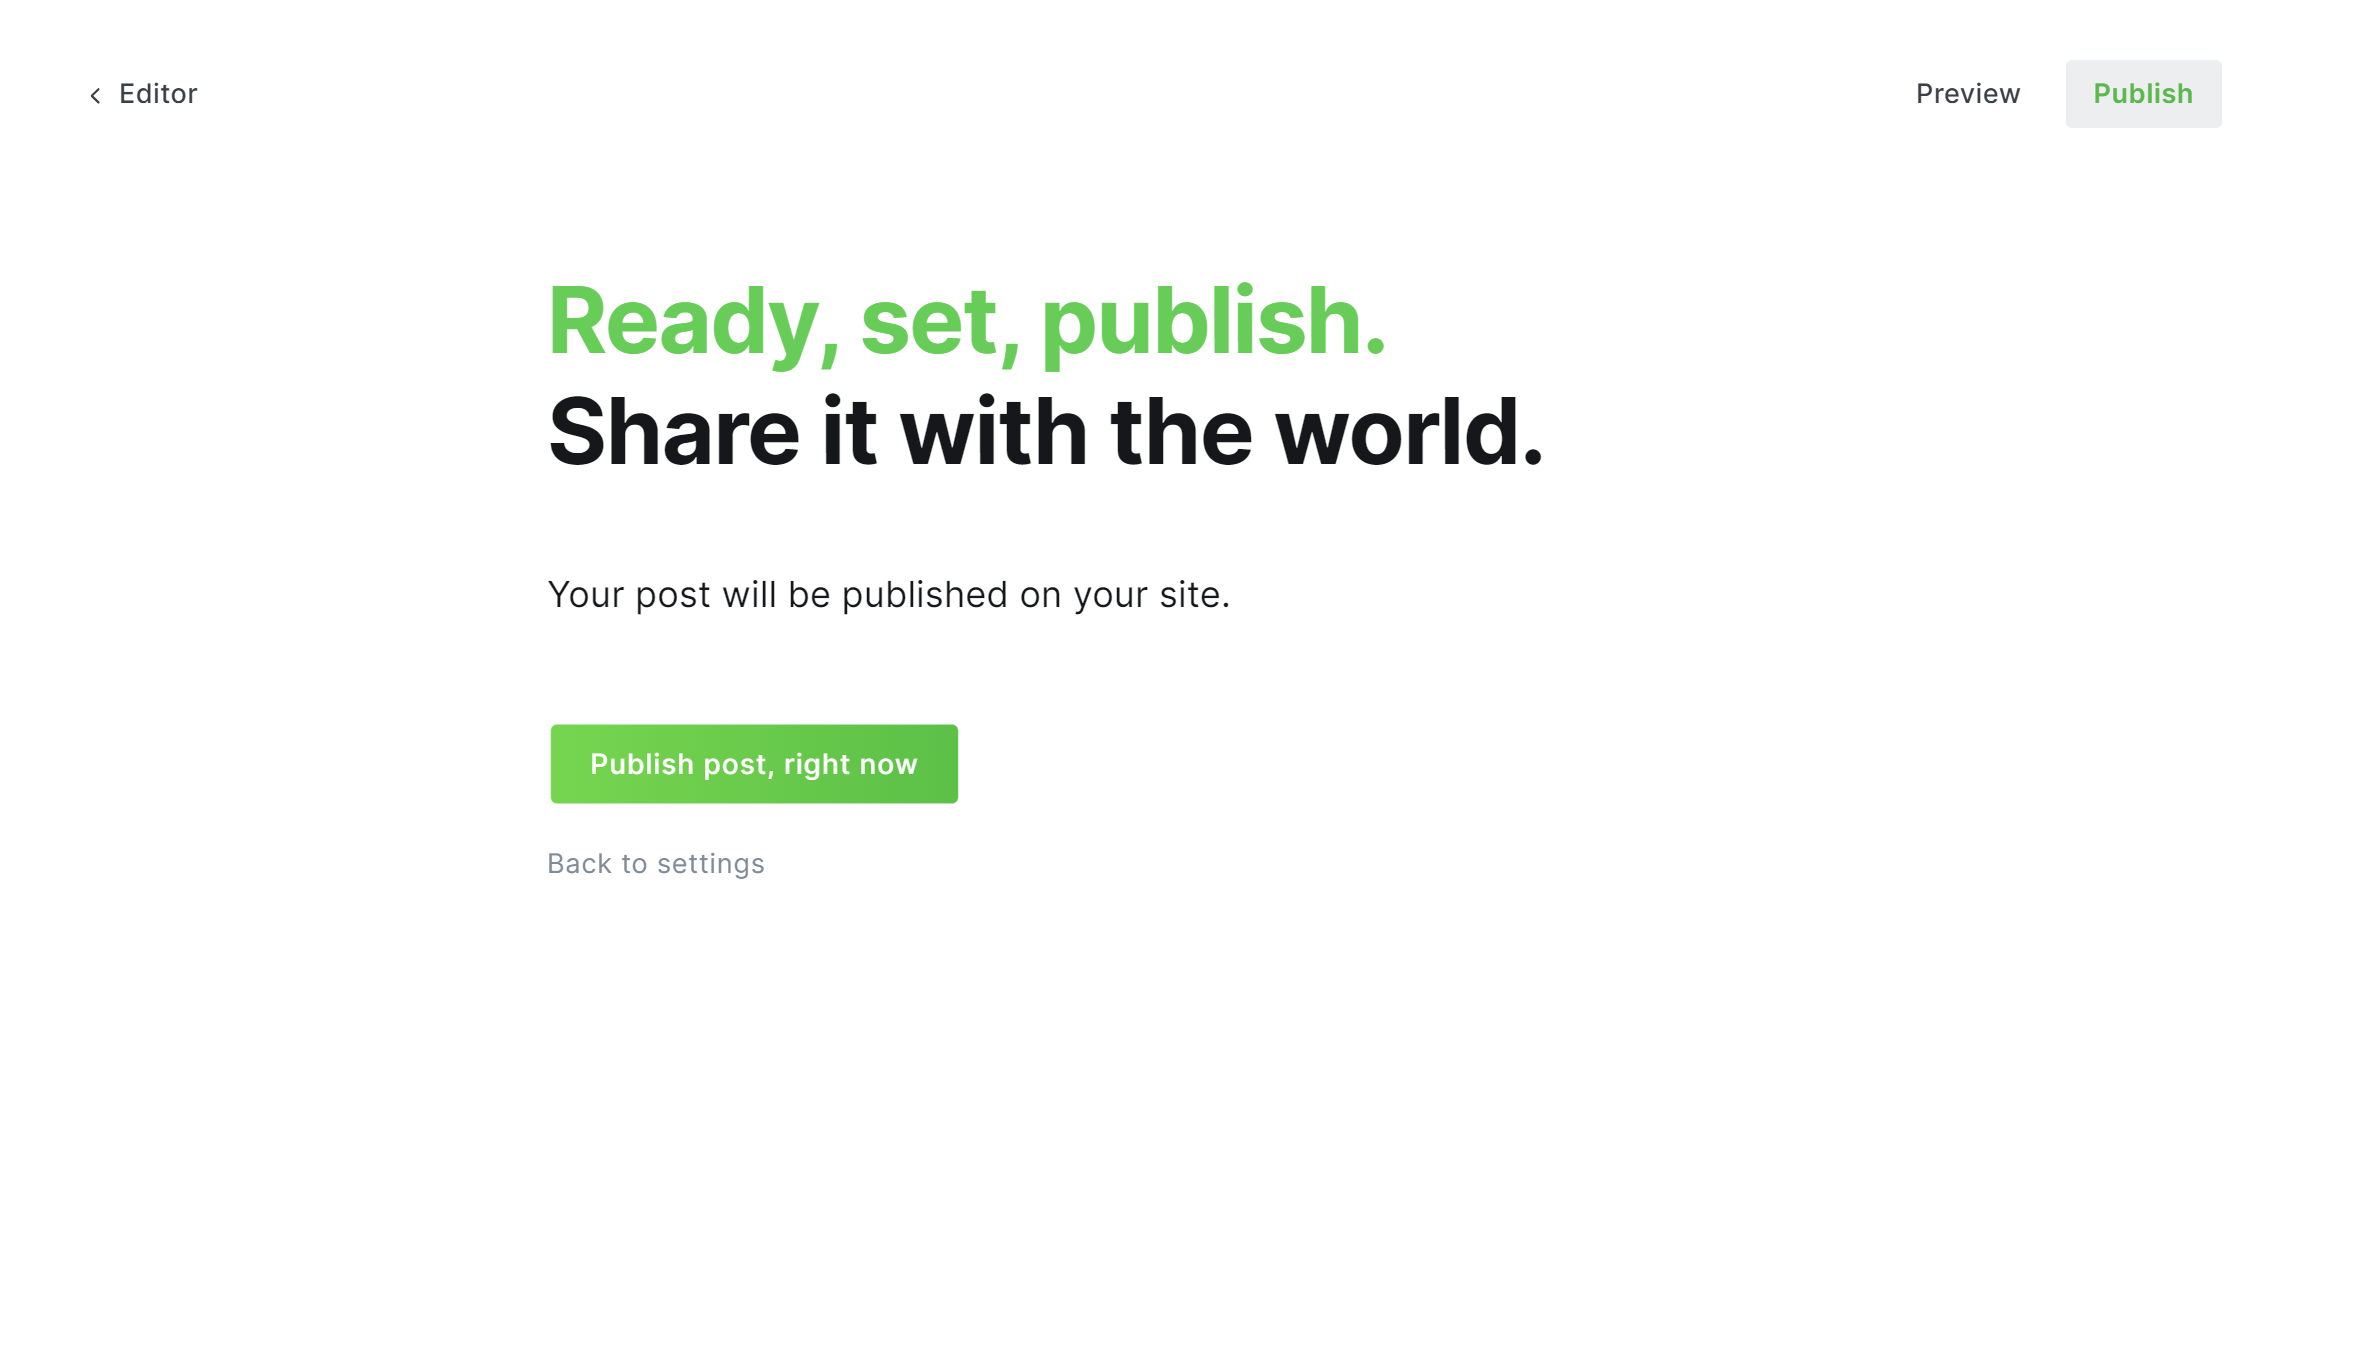 Editor
Preview
Publish
Ready, set, publish.
Share it with the world.
Your post will be published on your site.
Publish post, right now
Back to settings